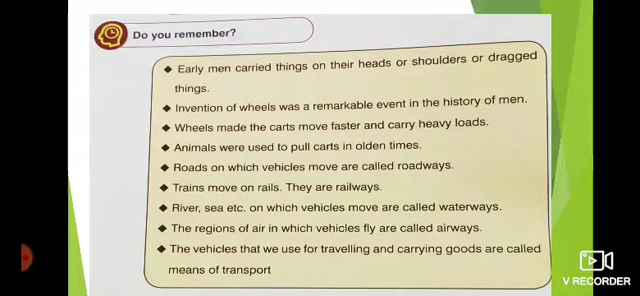 Do you remember?
◆ Early men carried things on their heads or shoulders or dragged
things.
◆ Invention of wheels was a remarkable event in the history of men.
◆ Wheels made the carts move faster and carry heavy loads.
◆ Animals were used to pull carts in olden times.
◆ Roads on which vehicles move are called roadways.
◆ Trains move on rails. They are railways.
◆ River, sea etc. on which vehicles move are called waterways.
◆ The regions of air in which vehicles fly are called airways.
◆ The vehicles that we use for travelling and carrying goods are called
means of transport
V RECORDER